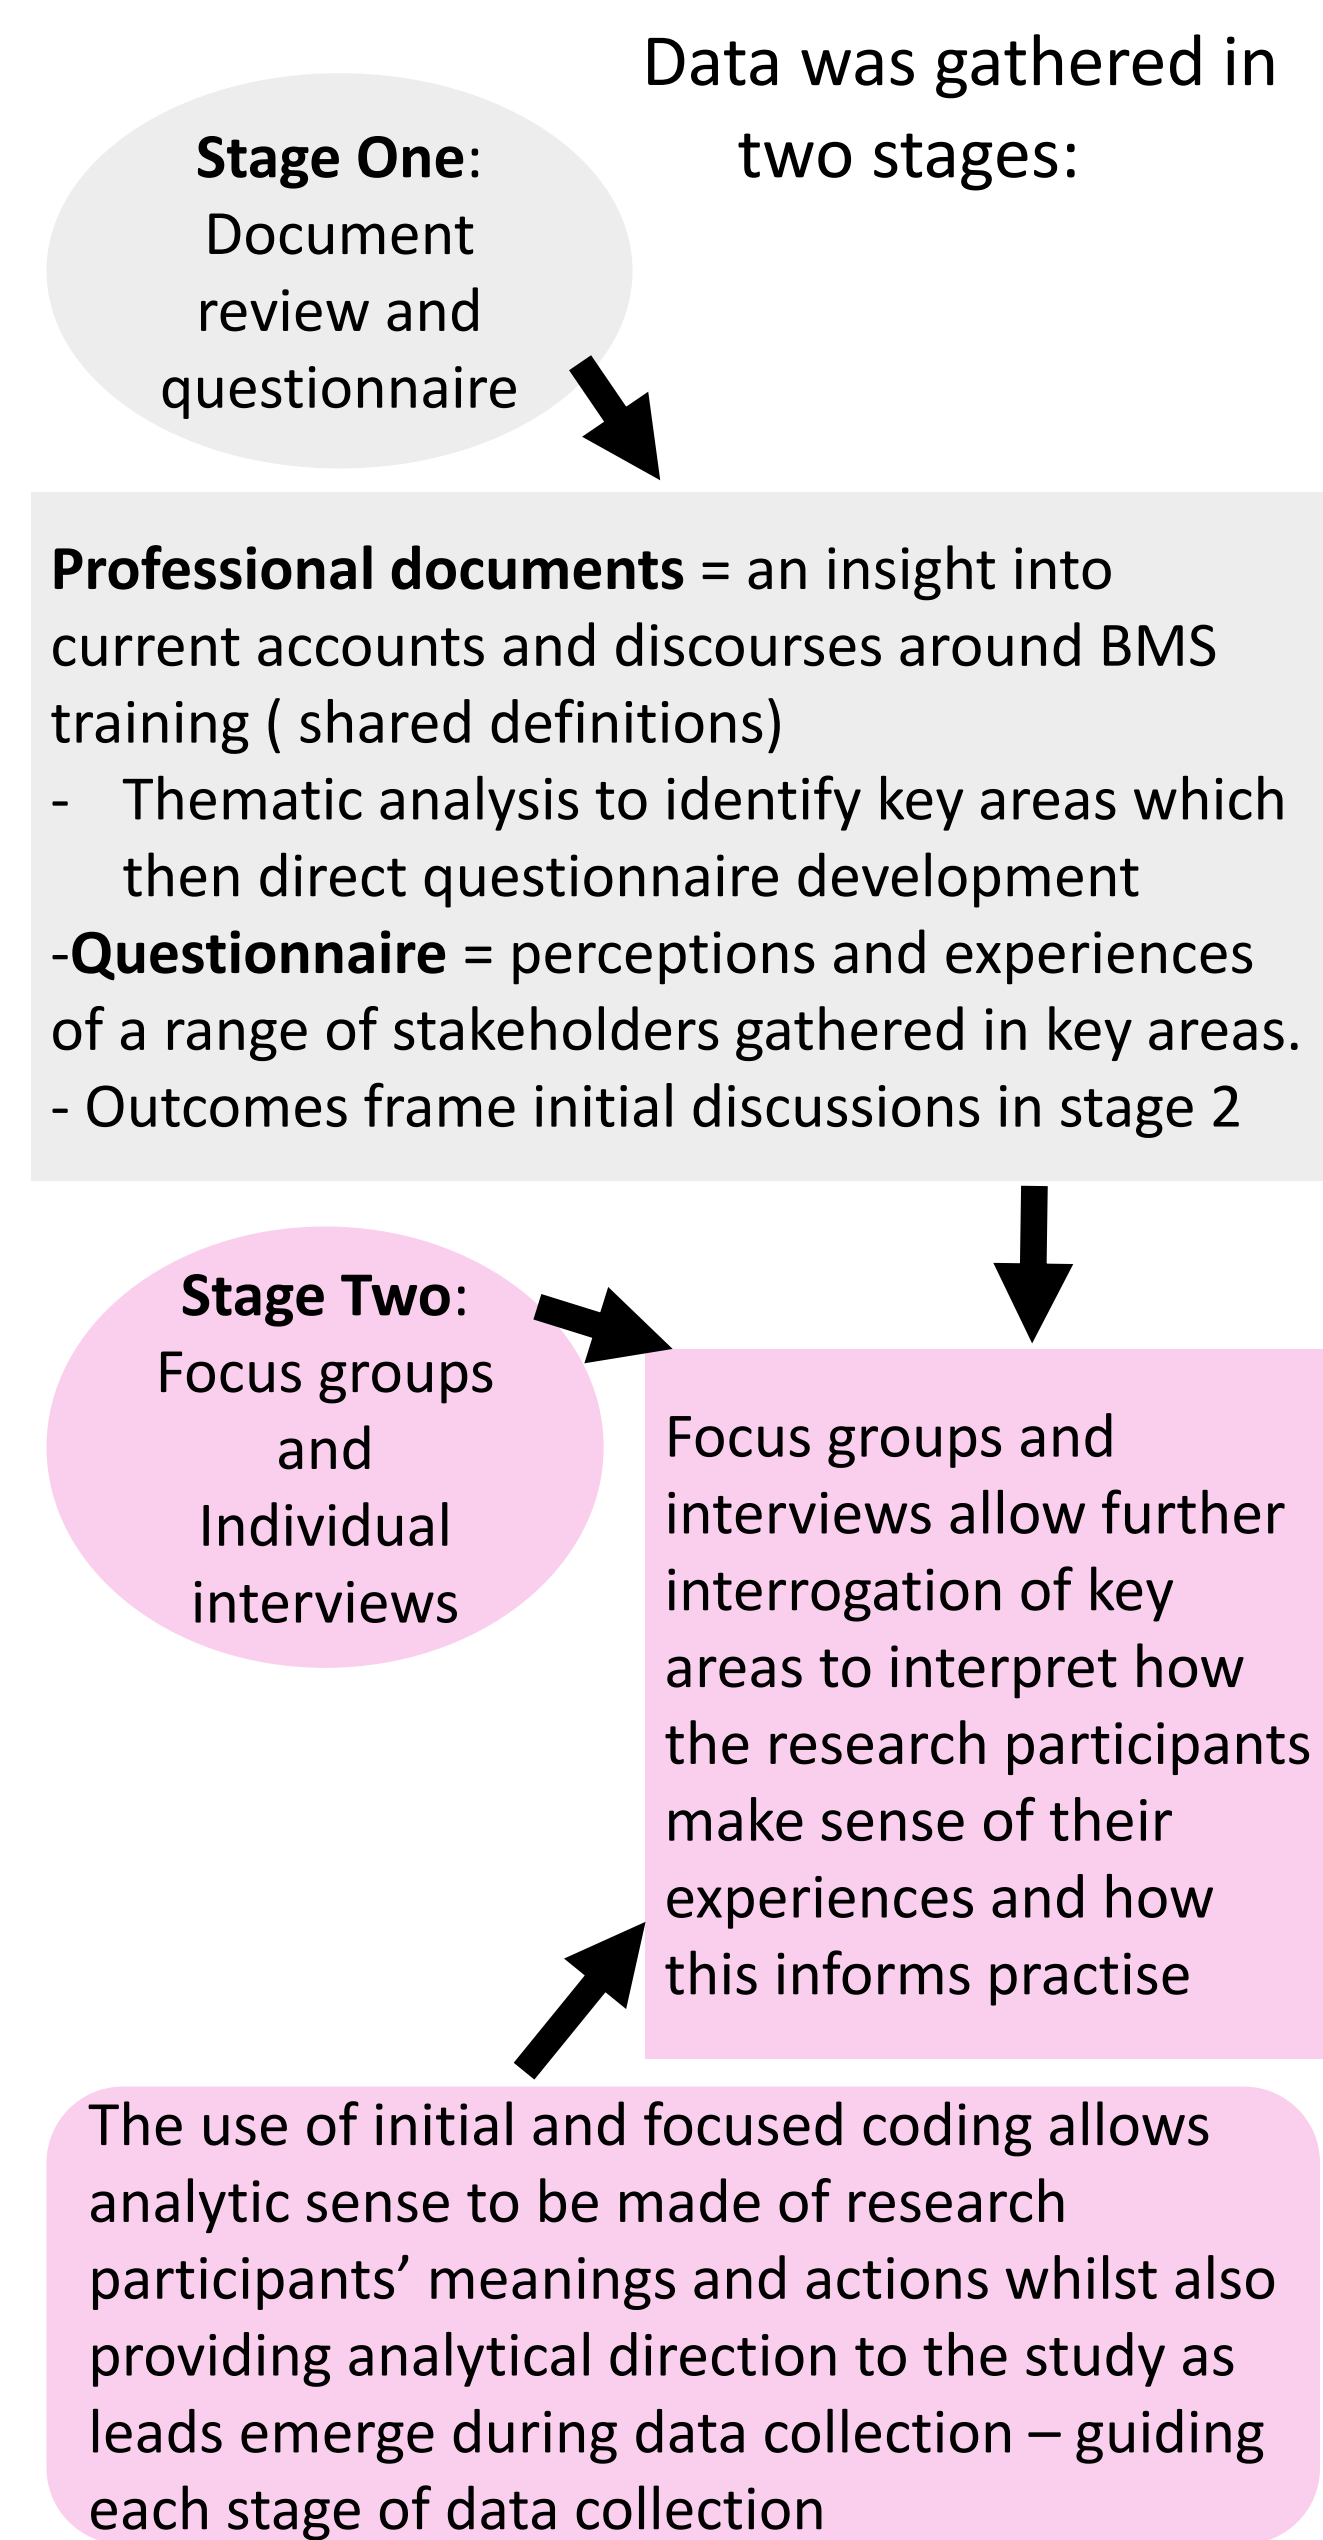 Data was gathered in
two stages:
Stage One:
Document
review and
questionnaire
Professional documents = an insight into
current accounts and discourses around BMS
training ( shared definitions)
- Thematic analysis to identify key areas which
then direct questionnaire development
-Questionnaire = perceptions and experiences
of a range of stakeholders gathered in key areas.
- Outcomes frame initial discussions in stage 2
Stage Two:
Focus groups
and
Individual
interviews
Focus groups and
interviews allow further
interrogation of key
areas to interpret how
the research participants
make sense of their
experiences and how
this informs practise
The use of initial and focused coding allows
analytic sense to be made of research
participants’ meanings and actions whilst also
providing analytical direction to the study as
leads emerge during data collection – guiding
each stage of data collection